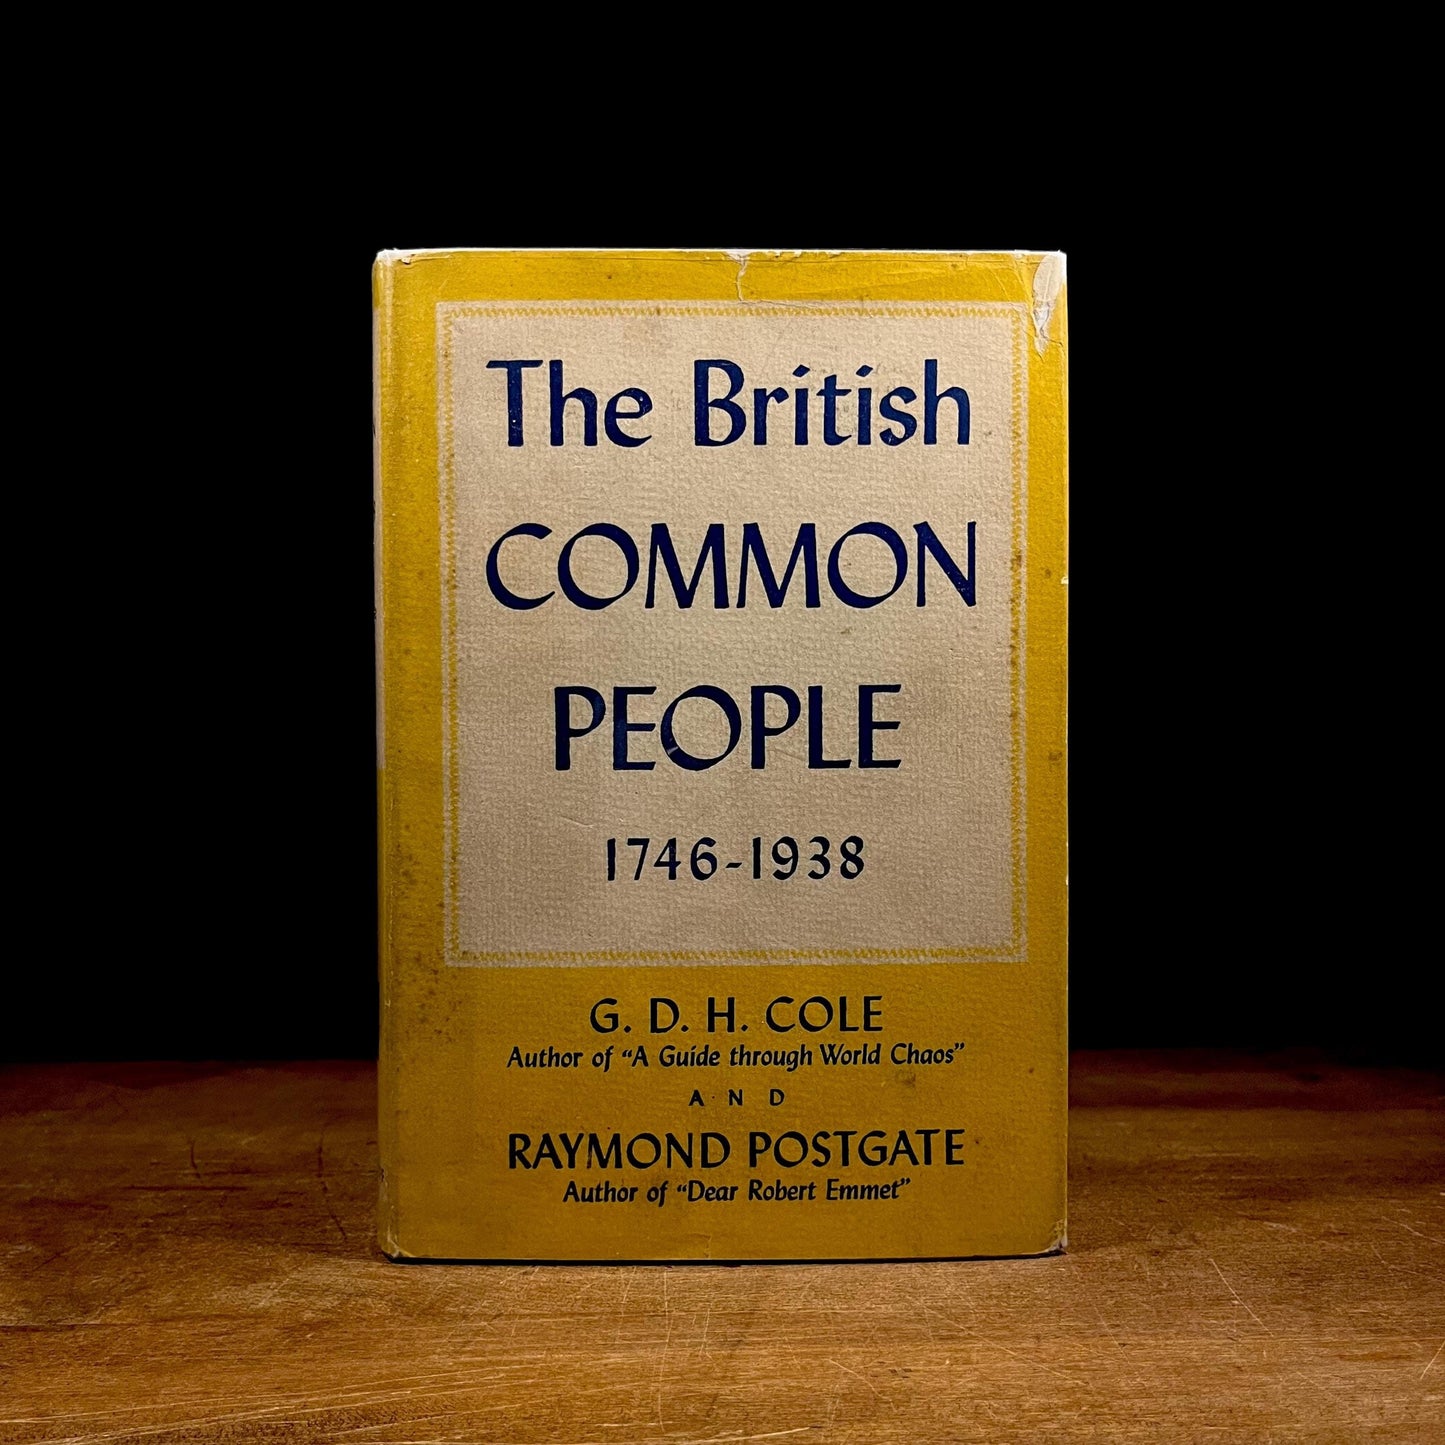 The British
COMMON
PEOPLE
1746-1938
G. D. H. COLE
Author of “A Guide through World Chaos”
AND
RAYMOND POSTGATE
Author of “Dear Robert Emmet”